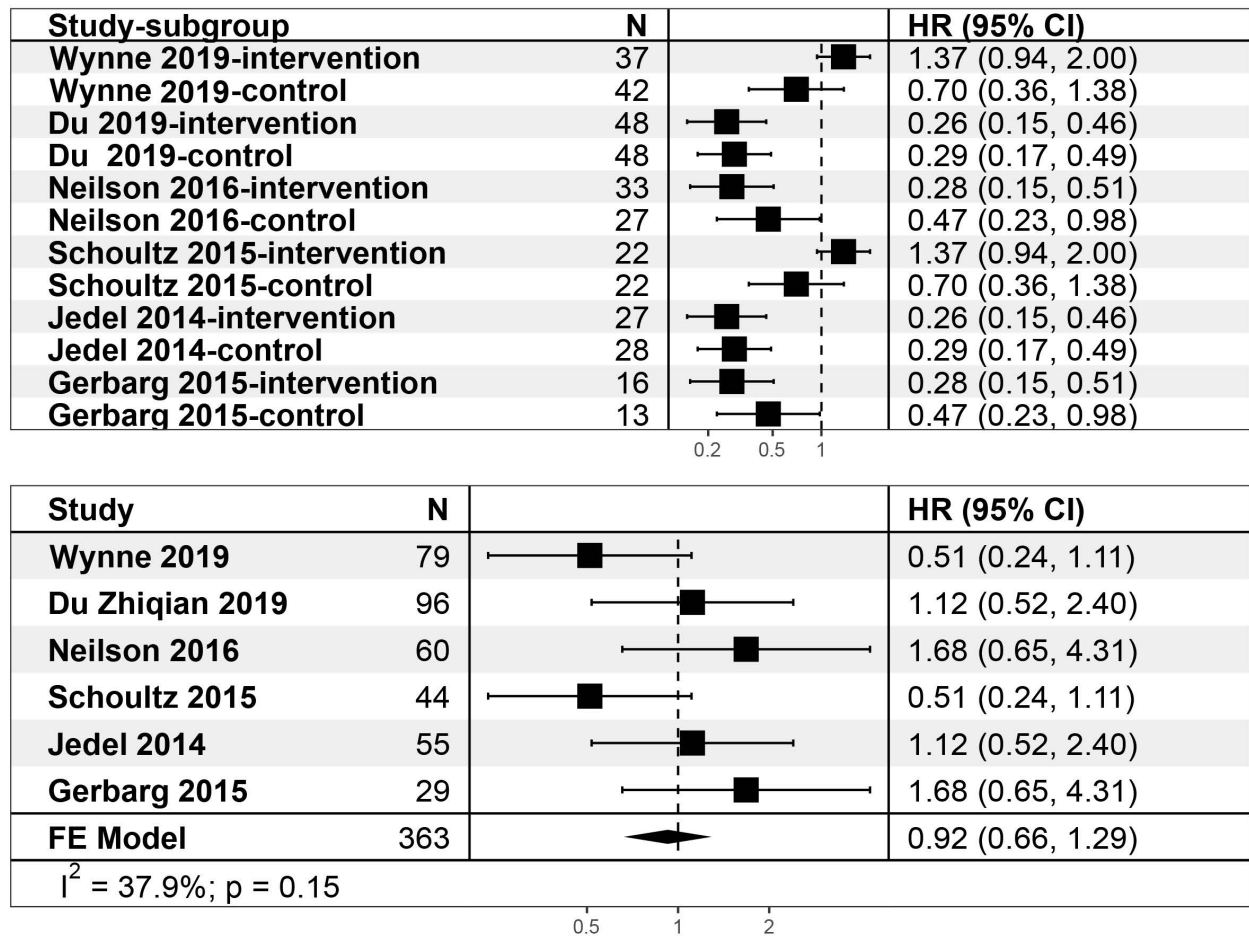 Study-subgroup N HR (95% CI)
Wynne 2019-intervention 37 1.37 (0.94, 2.00)
Wynne 2019-control 42 0.70 (0.36, 1.38)
Du 2019-intervention 48 0.26 (0.15, 0.46)
Du  2019-control 48 0.29 (0.17, 0.49)
Neilson 2016-intervention 33 0.28 (0.15, 0.51)
Neilson 2016-control 27 0.47 (0.23, 0.98)
Schoultz 2015-intervention 22 1.37 (0.94, 2.00)
Schoultz 2015-control 22 0.70 (0.36, 1.38)
Jedel 2014-intervention 27 0.26 (0.15, 0.46)
Jedel 2014-control 28 0.29 (0.17, 0.49)
Gerbarg 2015-intervention 16 0.28 (0.15, 0.51)
Gerbarg 2015-control 13 0.47 (0.23, 0.98)
0.2 0.5 1
Study N HR (95% CI)
Wynne 2019 79 0.51 (0.24, 1.11)
Du Zhiqian 2019 96 1.12 (0.52, 2.40)
Neilson 2016 60 1.68 (0.65, 4.31)
Schoultz 2015 44 0.51 (0.24, 1.11)
Jedel 2014 55 1.12 (0.52, 2.40)
Gerbarg 2015 29 1.68 (0.65, 4.31)
FE Model 363 0.92 (0.66, 1.29)
I² = 37.9%; p = 0.15
0.5 1 2